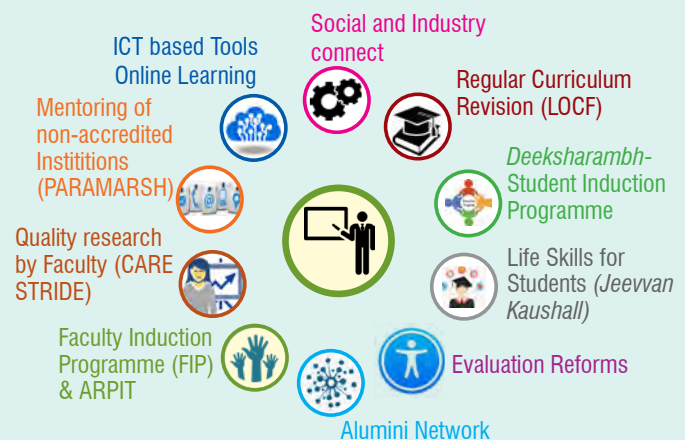 Social and Industry
connect
Regular Curriculum
Revision (LOCF)
Deeksharambh-
Student Induction
Programme
Life Skills for
Students (Jeevvan
Kaushall)
Evaluation Reforms
Alumini Network
Faculty Induction
Programme (FIP)
& ARPIT
Quality research
by Faculty (CARE
STRIDE)
Mentoring of
non-accredited
Instititions
(PARAMARSH)
ICT based Tools
Online Learning